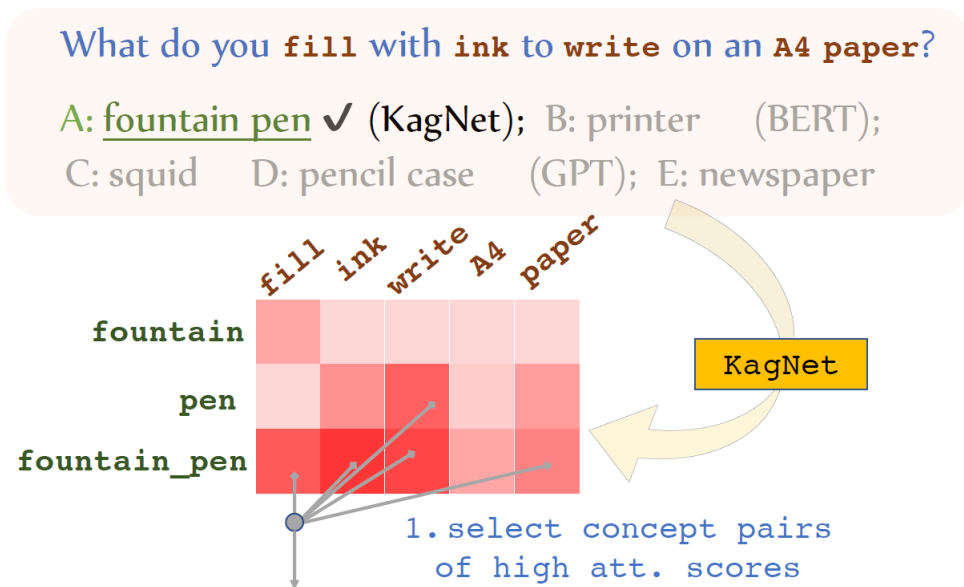 What do you fill with ink to write on an A4 paper?
A: fountain pen ✔ (KagNet); B: printer (BERT);
C: squid D: pencil case (GPT); E: newspaper
fill ink write A4 paper
fountain
pen
fountain_pen
KagNet
1. select concept pairs
of high att. scores